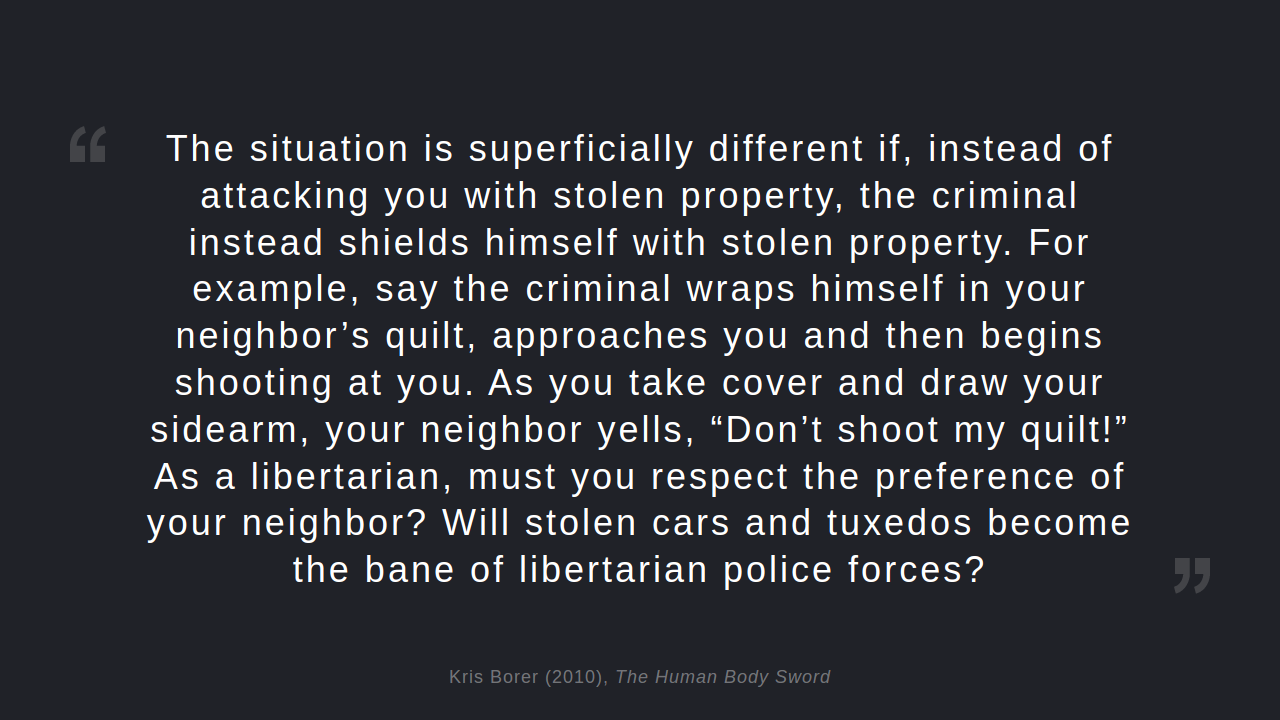 “
The situation is superficially different if, instead of
attacking you with stolen property, the criminal
instead shields himself with stolen property. For
example, say the criminal wraps himself in your
neighbor’s quilt, approaches you and then begins
shooting at you. As you take cover and draw your
sidearm, your neighbor yells, “Don’t shoot my quilt!”
As a libertarian, must you respect the preference of
your neighbor? Will stolen cars and tuxedos become
the bane of libertarian police forces?
”
Kris Borer (2010), The Human Body Sword